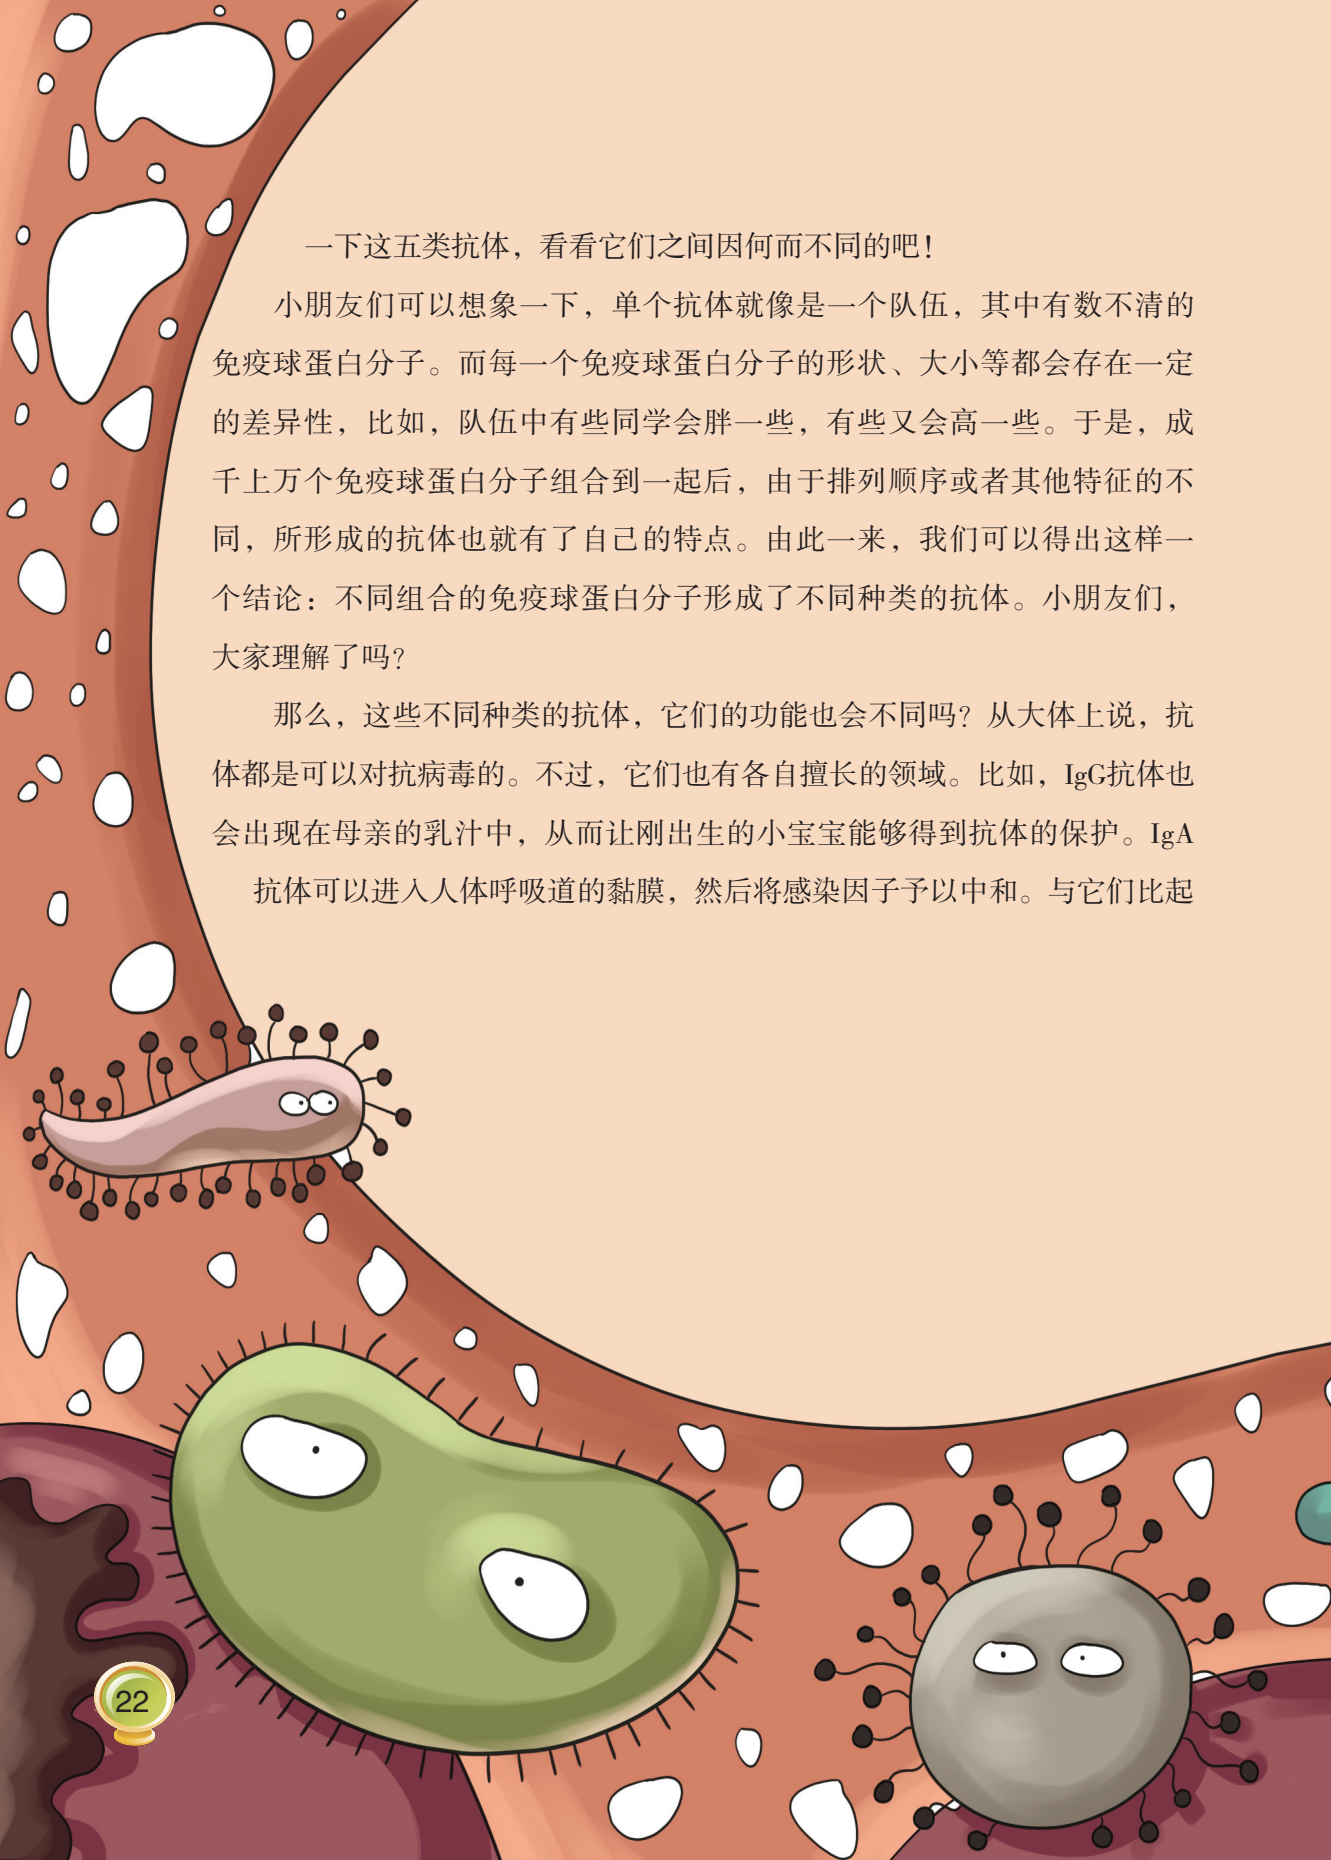 一下这五类抗体，看看它们之间因何而不同的吧！
小朋友们可以想象一下，单个抗体就像是一个队伍，其中有数不清的
免疫球蛋白分子。而每一个免疫球蛋白分子的形状、大小等都会存在一定
的差异性，比如，队伍中有些同学会胖一些，有些又会高一些。于是，成
千上万个免疫球蛋白分子组合到一起后，由于排列顺序或者其他特征的不
同，所形成的抗体也就有了自己的特点。由此一来，我们可以得出这样一
个结论：不同组合的免疫球蛋白分子形成了不同种类的抗体。小朋友们，
大家理解了吗？
那么，这些不同种类的抗体，它们的功能也会不同吗？从大体上说，抗
体都是可以对抗病毒的。不过，它们也有各自擅长的领域。比如，IgG抗体也
会出现在母亲的乳汁中，从而让刚出生的小宝宝能够得到抗体的保护。IgA
抗体可以进入人体呼吸道的黏膜，然后将感染因子予以中和。与它们比起
22